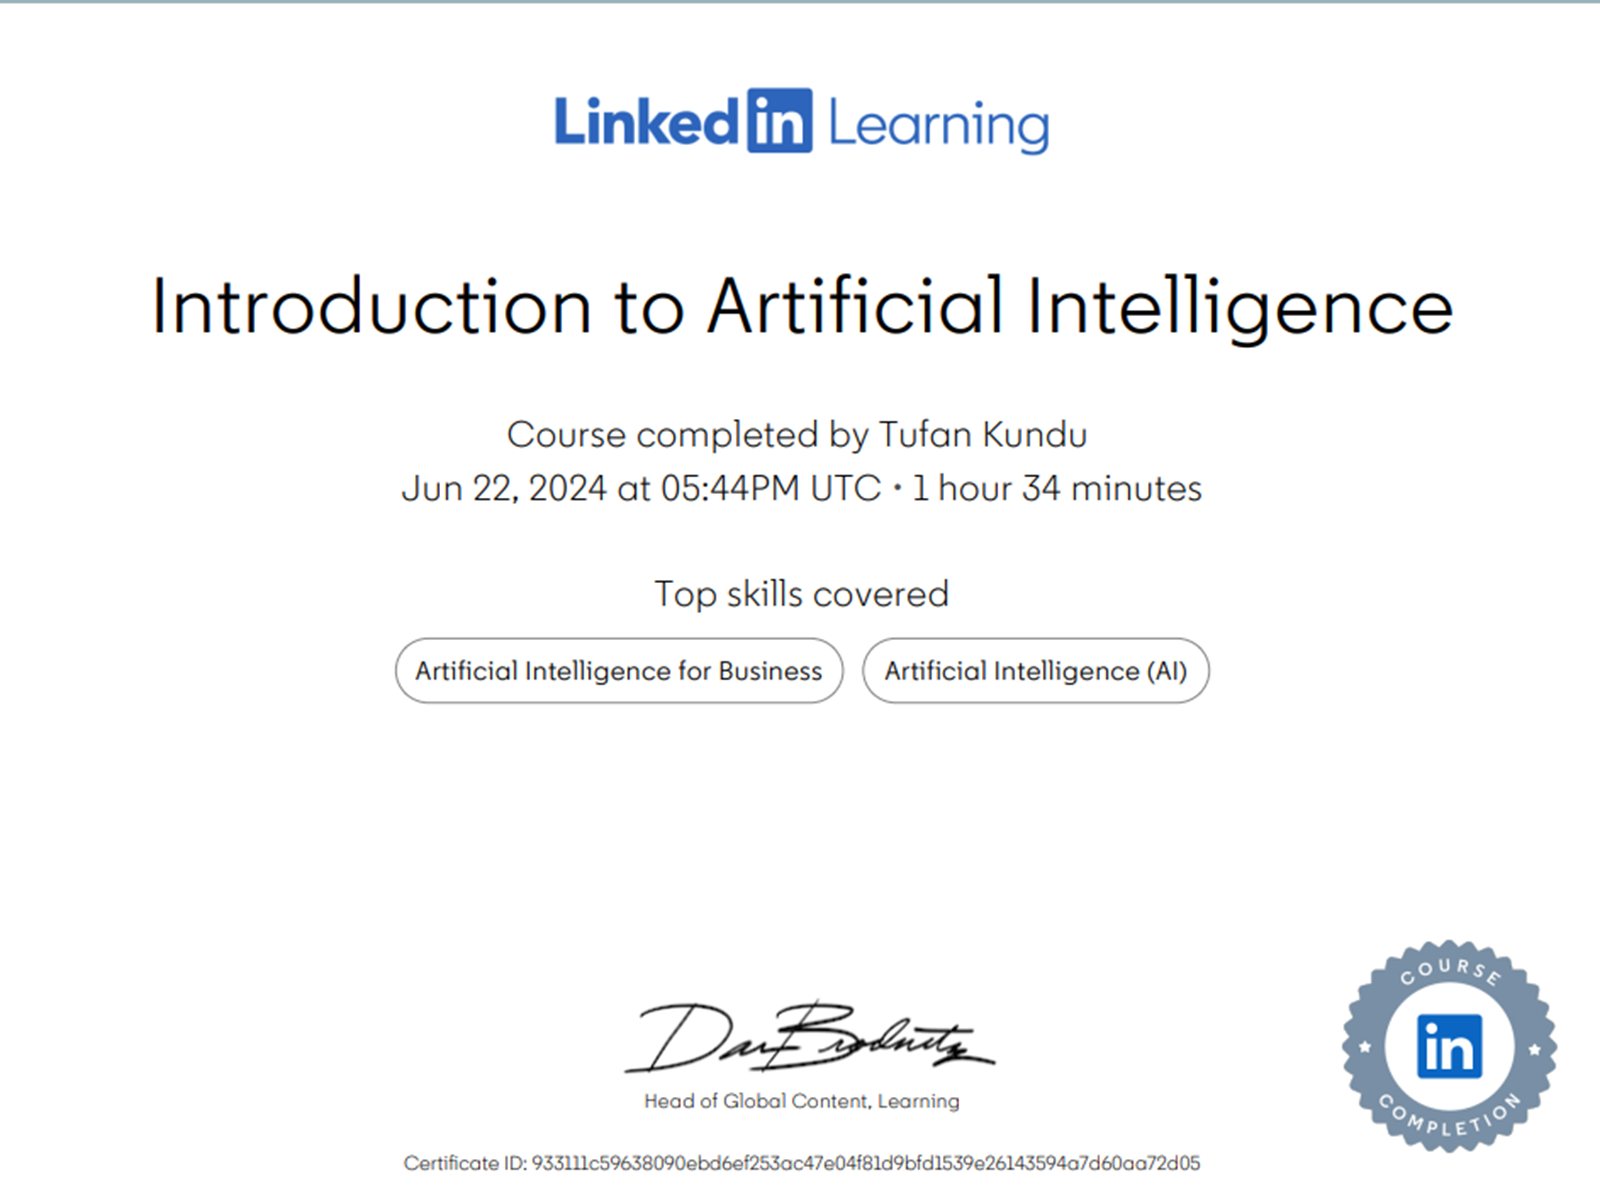 Linked in Learning
Introduction to Artificial Intelligence
Course completed by Tufan Kundu
Jun 22, 2024 at 05:44PM UTC • 1 hour 34 minutes
Top skills covered
Artificial Intelligence for Business
Artificial Intelligence (AI)
Dan Brodnitz
Head of Global Content, Learning
COURSE
in
COMPLETION
Certificate ID: 933111c59638090ebd6ef253ac47e04f81d9bfd1539e26143594a7d60aa72d05